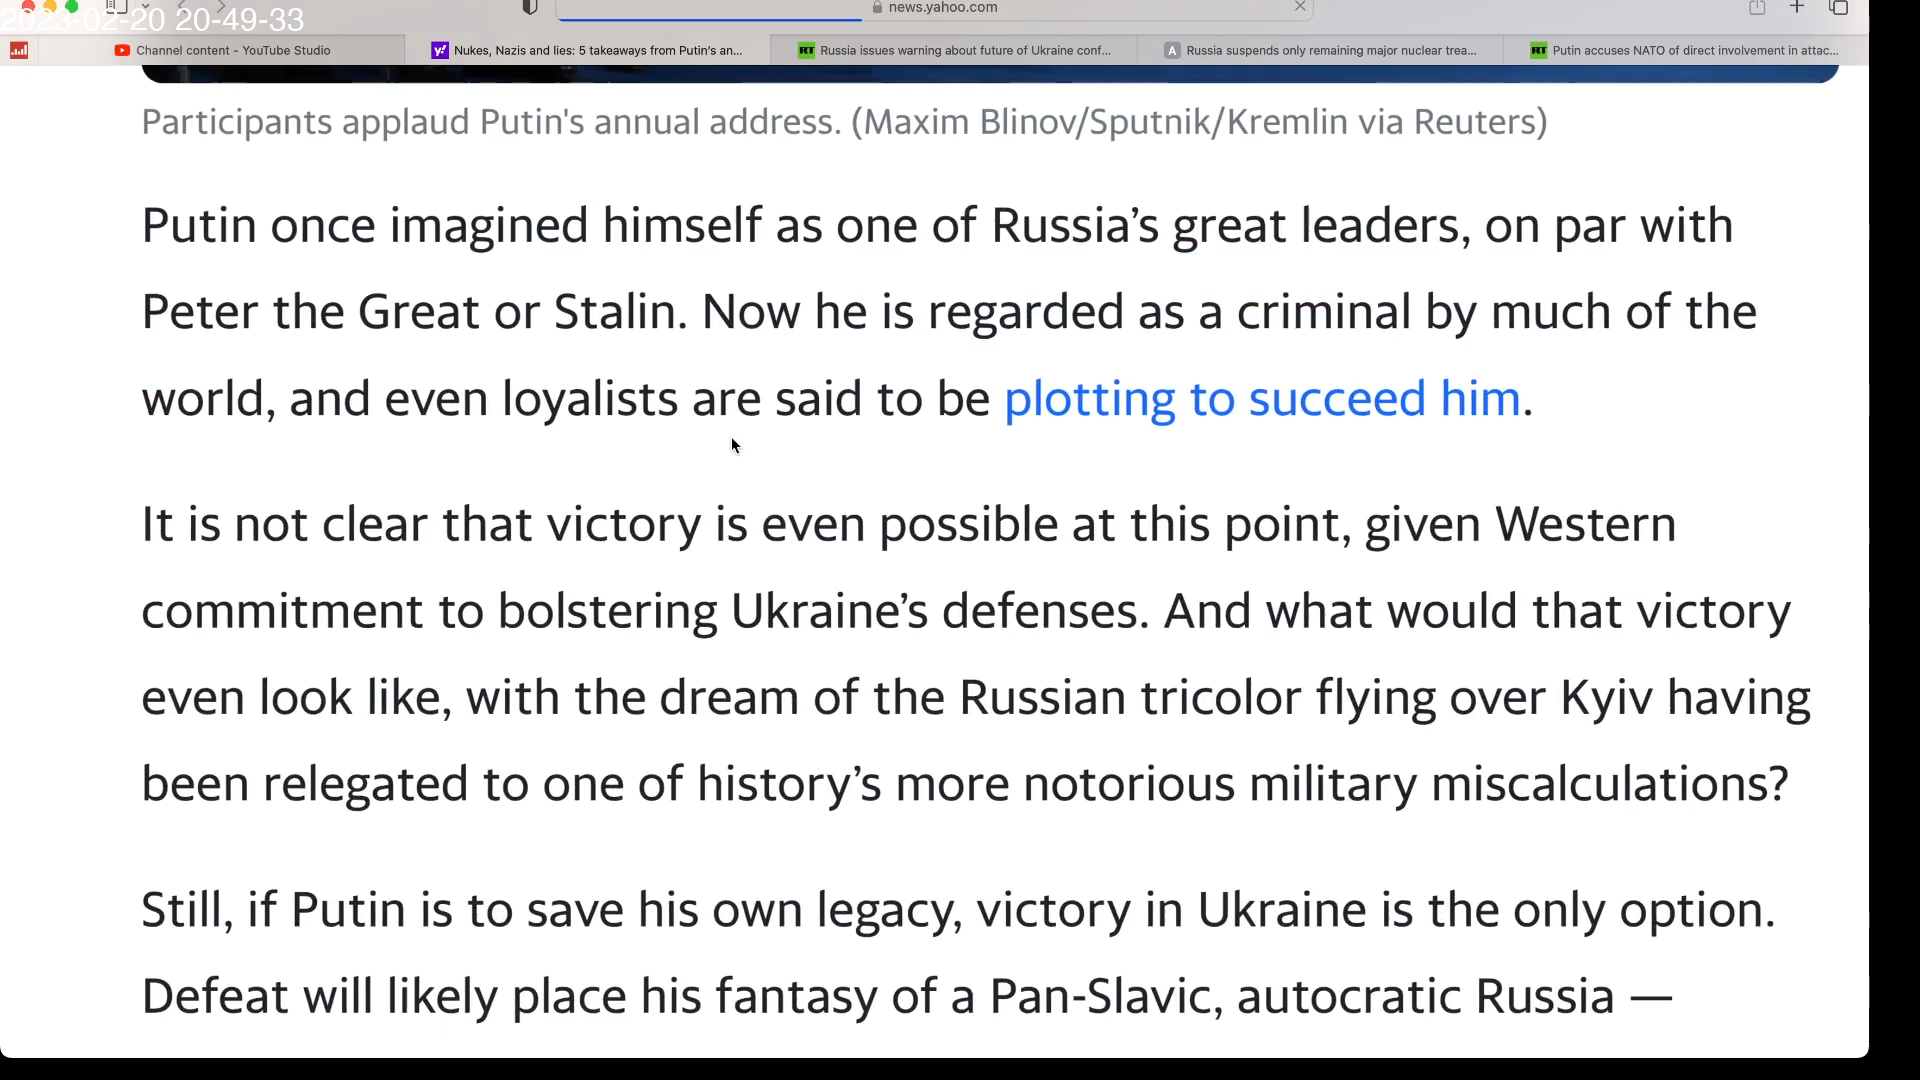 2023-02-20 20-49-33
news.yahoo.com
Channel content - YouTube Studio
Nukes, Nazis and lies: 5 takeaways from Putin's an...
RT Russia issues warning about future of Ukraine conf...
A Russia suspends only remaining major nuclear trea...
RT Putin accuses NATO of direct involvement in attac...
Participants applaud Putin's annual address. (Maxim Blinov/Sputnik/Kremlin via Reuters)
Putin once imagined himself as one of Russia’s great leaders, on par with
Peter the Great or Stalin. Now he is regarded as a criminal by much of the
world, and even loyalists are said to be plotting to succeed him.
It is not clear that victory is even possible at this point, given Western
commitment to bolstering Ukraine’s defenses. And what would that victory
even look like, with the dream of the Russian tricolor flying over Kyiv having
been relegated to one of history’s more notorious military miscalculations?
Still, if Putin is to save his own legacy, victory in Ukraine is the only option.
Defeat will likely place his fantasy of a Pan-Slavic, autocratic Russia —